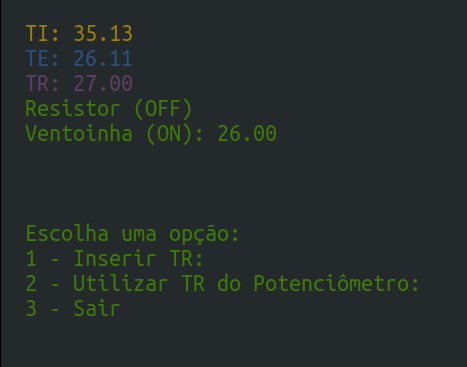 TI: 35.13
TE: 26.11
TR: 27.00
Resistor (OFF)
Ventoinha (ON): 26.00
Escolha uma opção:
1 - Inserir TR:
2 - Utilizar TR do Potenciômetro:
3 - Sair